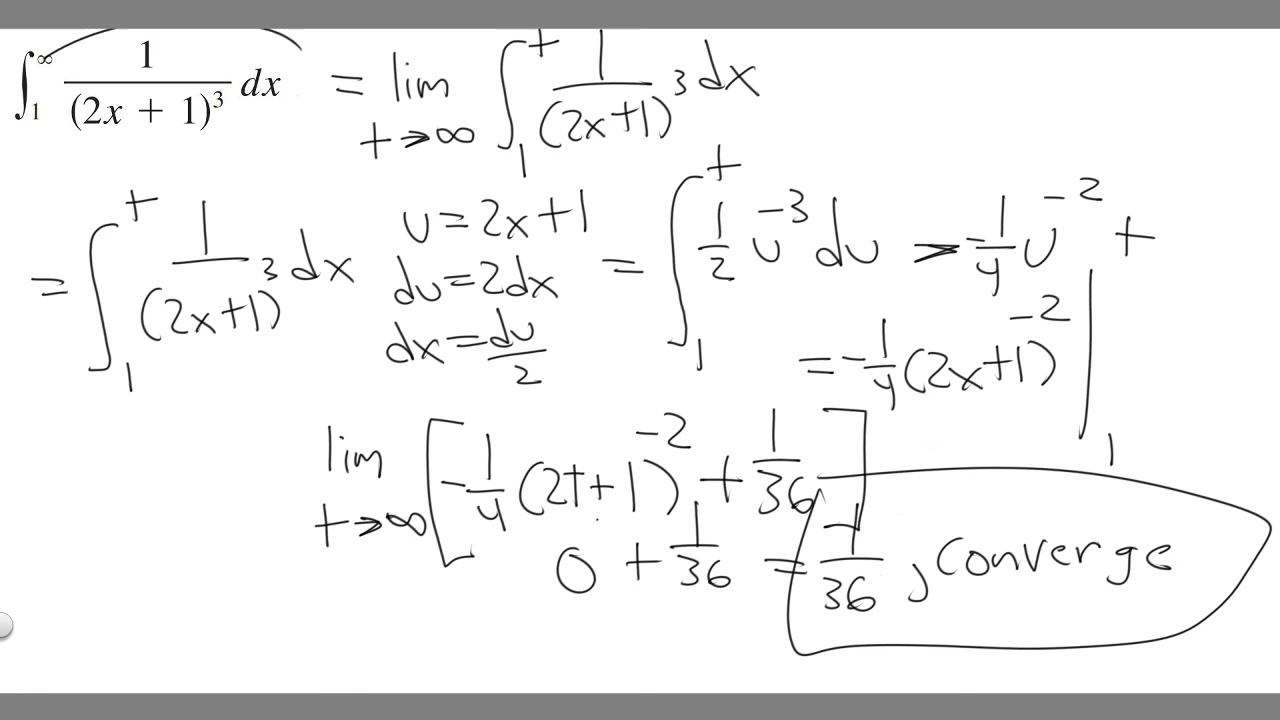 ∫₁^∞ 1/(2x + 1)³ dx = lim t→∞ ∫₁^t 1/(2x+1)³ dx
= ∫₁^t 1/(2x+1)³ dx
u=2x+1
du=2dx
dx=du/2
= ∫₁^t 1/2 u⁻³ du = -1/4 u⁻²
= -1/4 (2x+1)⁻² |₁^t
lim t→∞ [-1/4 (2t+1)⁻² + 1/36]
0 + 1/36 = 1/36, converge